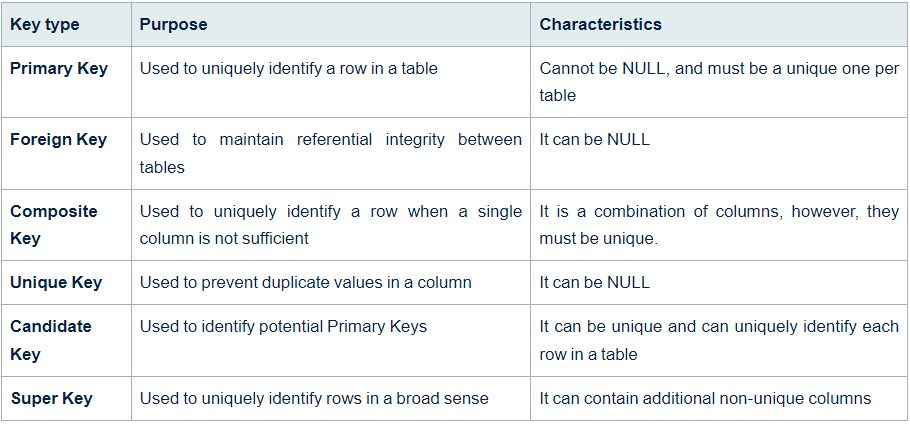 Key type Purpose Characteristics
Primary Key Used to uniquely identify a row in a table Cannot be NULL, and must be a unique one per
table
Foreign Key Used to maintain referential integrity between It can be NULL
tables
Composite Used to uniquely identify a row when a single It is a combination of columns, however, they
Key column is not sufficient must be unique.
Unique Key Used to prevent duplicate values in a column It can be NULL
Candidate Used to identify potential Primary Keys It can be unique and can uniquely identify each
Key row in a table
Super Key Used to uniquely identify rows in a broad sense It can contain additional non-unique columns